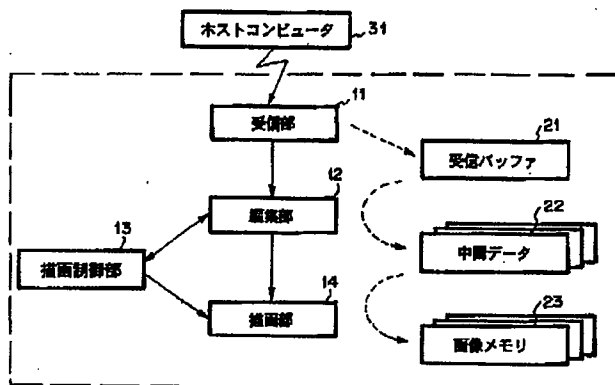 ホストコンピュータ 31
11
受信部
21
受信バッファ
12
編集部
22
中間データ
13
描画制御部
14
描画部
23
画像メモリ